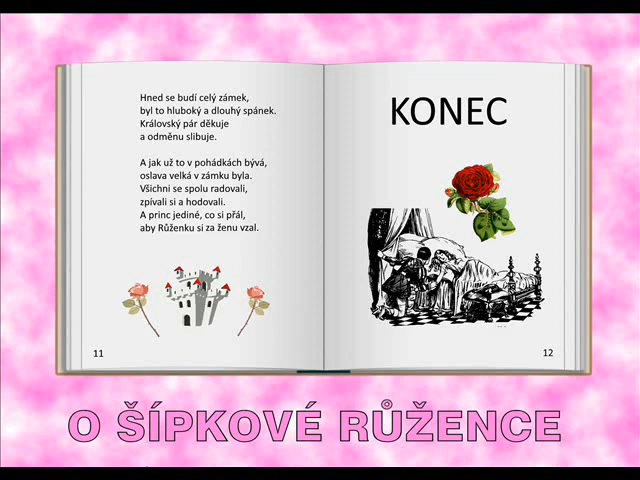 Hned se budí celý zámek,
byl to hluboký a dlouhý spánek.
Královský pár děkuje
a odměnu slibuje.
A jak už to v pohádkách bývá,
oslava velká v zámku byla.
Všichni se spolu radovali,
zpívali si a hodovali.
A princ jediné, co si přál,
aby Růženku si za ženu vzal.
11
KONEC
12
O ŠÍPKOVÉ RŮŽENCE